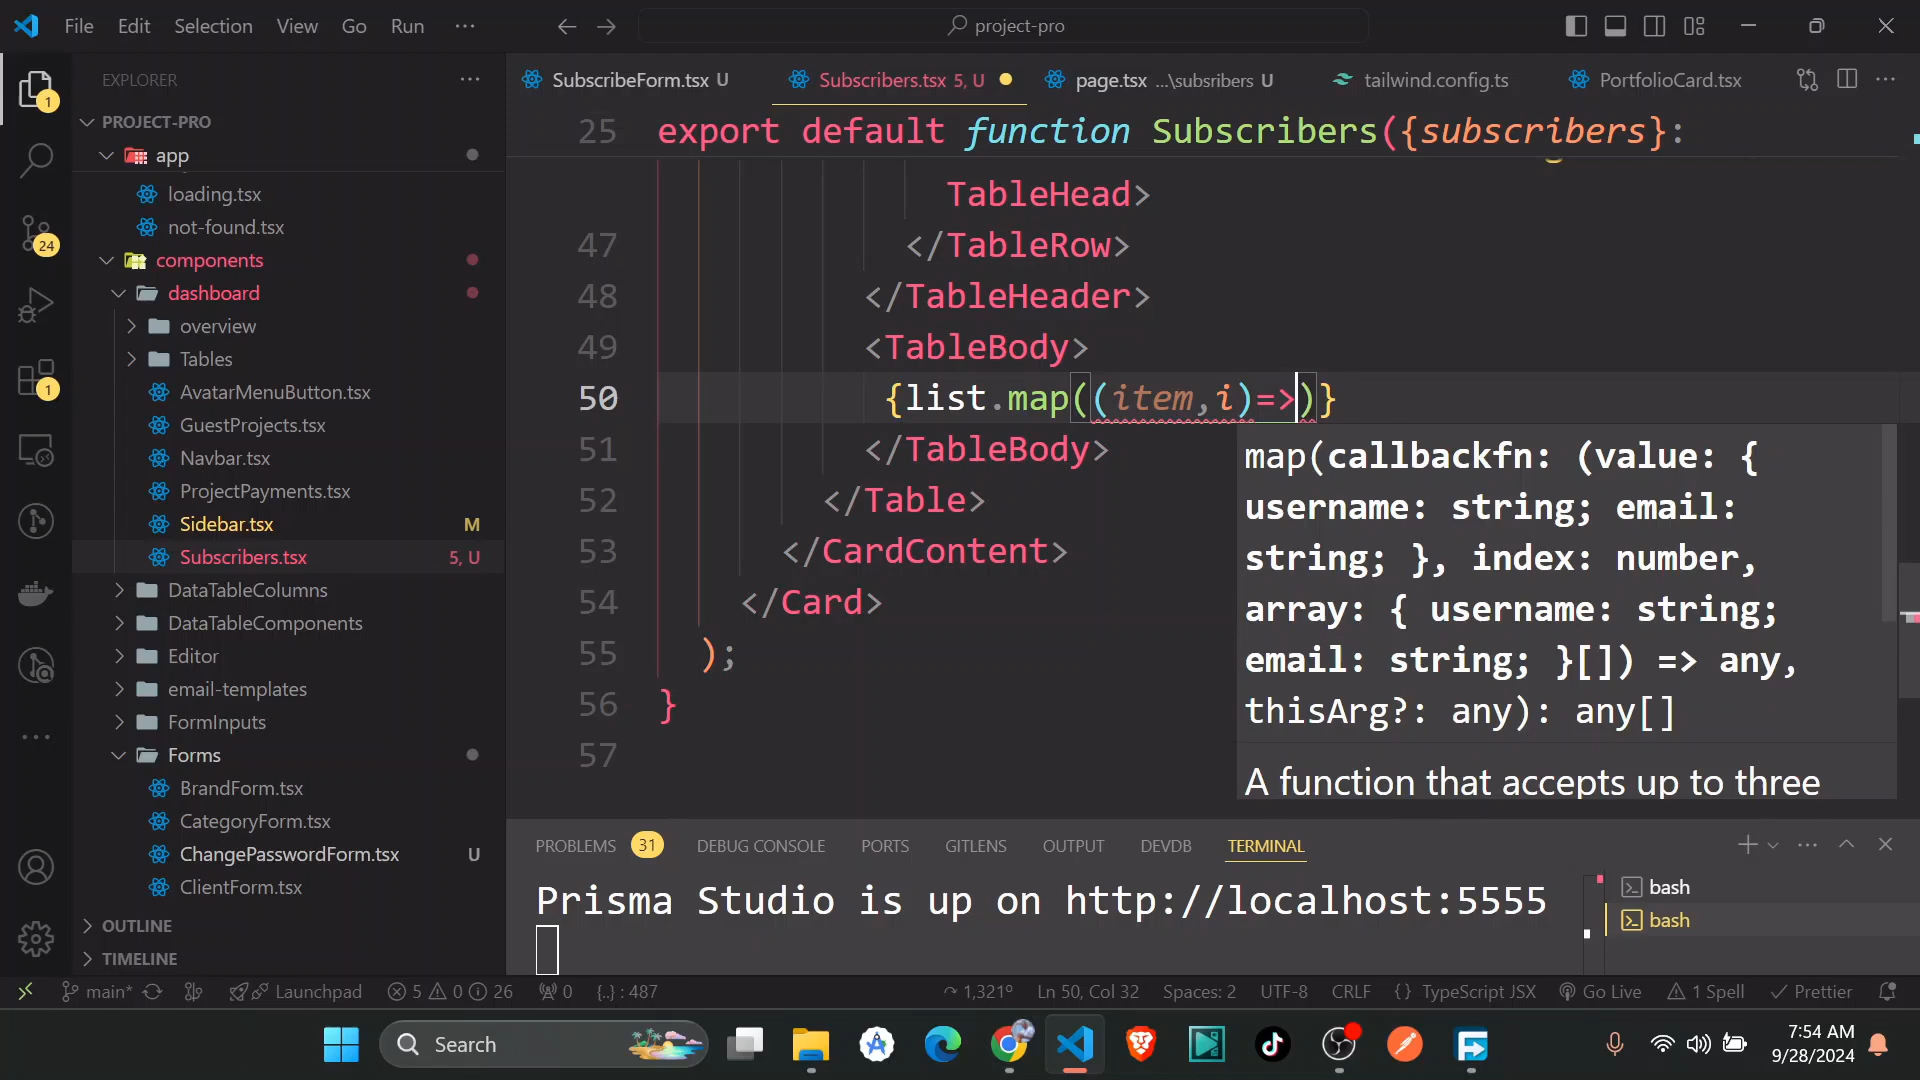 File Edit Selection View Go Run ···
project-pro
EXPLORER
PROJECT-PRO
app
loading.tsx
not-found.tsx
components
dashboard
overview
Tables
AvatarMenuButton.tsx
GuestProjects.tsx
Navbar.tsx
ProjectPayments.tsx
Sidebar.tsx M
Subscribers.tsx 5, U
DataTableColumns
DataTableComponents
Editor
email-templates
FormInputs
Forms
BrandForm.tsx
CategoryForm.tsx
ChangePasswordForm.tsx U
ClientForm.tsx
OUTLINE
TIMELINE
1
24
1
SubscribeForm.tsx U
Subscribers.tsx 5, U
page.tsx ...\subsribers U
tailwind.config.ts
PortfolioCard.tsx
25 export default function Subscribers({subscribers}:
TableHead>
47 </TableRow>
48 </TableHeader>
49 <TableBody>
50 {list.map((item,i)=>)}
51 </TableBody>
52 </Table>
53 </CardContent>
54 </Card>
55 );
56 }
57
map(callbackfn: (value: {
username: string; email:
string; }, index: number,
array: { username: string;
email: string; }[]) => any,
thisArg?: any): any[]
A function that accepts up to three
PROBLEMS 31 DEBUG CONSOLE PORTS GITLENS OUTPUT DEVDB TERMINAL
Prisma Studio is up on http://localhost:5555
bash
bash
main* Launchpad 5 0 26 0 {..} : 487 1,321° Ln 50, Col 32 Spaces: 2 UTF-8 CRLF {} TypeScript JSX Go Live 1 Spell Prettier
Search
7:54 AM
9/28/2024